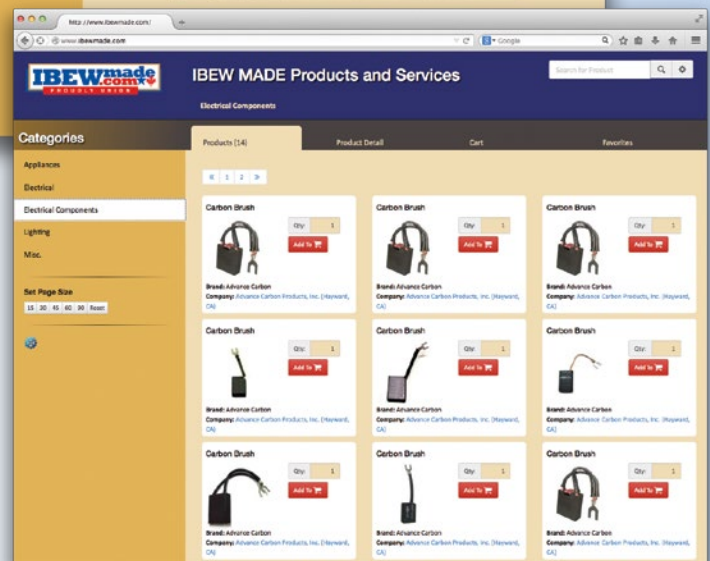 http://www.ibewmade.com/
www.ibewmade.com
Google
IBEWmade
.com
PROUDLY UNION
IBEW MADE Products and Services
Search for Product
Electrical Components
Categories
Products (14)
Product Detail
Cart
Favorites
Appliances
Electrical
Electrical Components
Lighting
Misc.
Set Page Size
15 30 45 60 90 Reset
« 1 2 »
Carbon Brush
Qty: 1
Add To
Brand: Advance Carbon
Company: Advance Carbon Products, Inc. (Hayward,
CA)
Carbon Brush
Qty: 1
Add To
Brand: Advance Carbon
Company: Advance Carbon Products, Inc. (Hayward,
CA)
Carbon Brush
Qty: 1
Add To
Brand: Advance Carbon
Company: Advance Carbon Products, Inc. (Hayward,
CA)
Carbon Brush
Qty: 1
Add To
Brand: Advance Carbon
Company: Advance Carbon Products, Inc. (Hayward,
CA)
Carbon Brush
Qty: 1
Add To
Brand: Advance Carbon
Company: Advance Carbon Products, Inc. (Hayward,
CA)
Carbon Brush
Qty: 1
Add To
Brand: Advance Carbon
Company: Advance Carbon Products, Inc. (Hayward,
CA)
Carbon Brush
Qty: 1
Add To
Brand: Advance Carbon
Company: Advance Carbon Products, Inc. (Hayward,
CA)
Carbon Brush
Qty: 1
Add To
Brand: Advance Carbon
Company: Advance Carbon Products, Inc. (Hayward,
CA)
Carbon Brush
Qty: 1
Add To
Brand: Advance Carbon
Company: Advance Carbon Products, Inc. (Hayward,
CA)